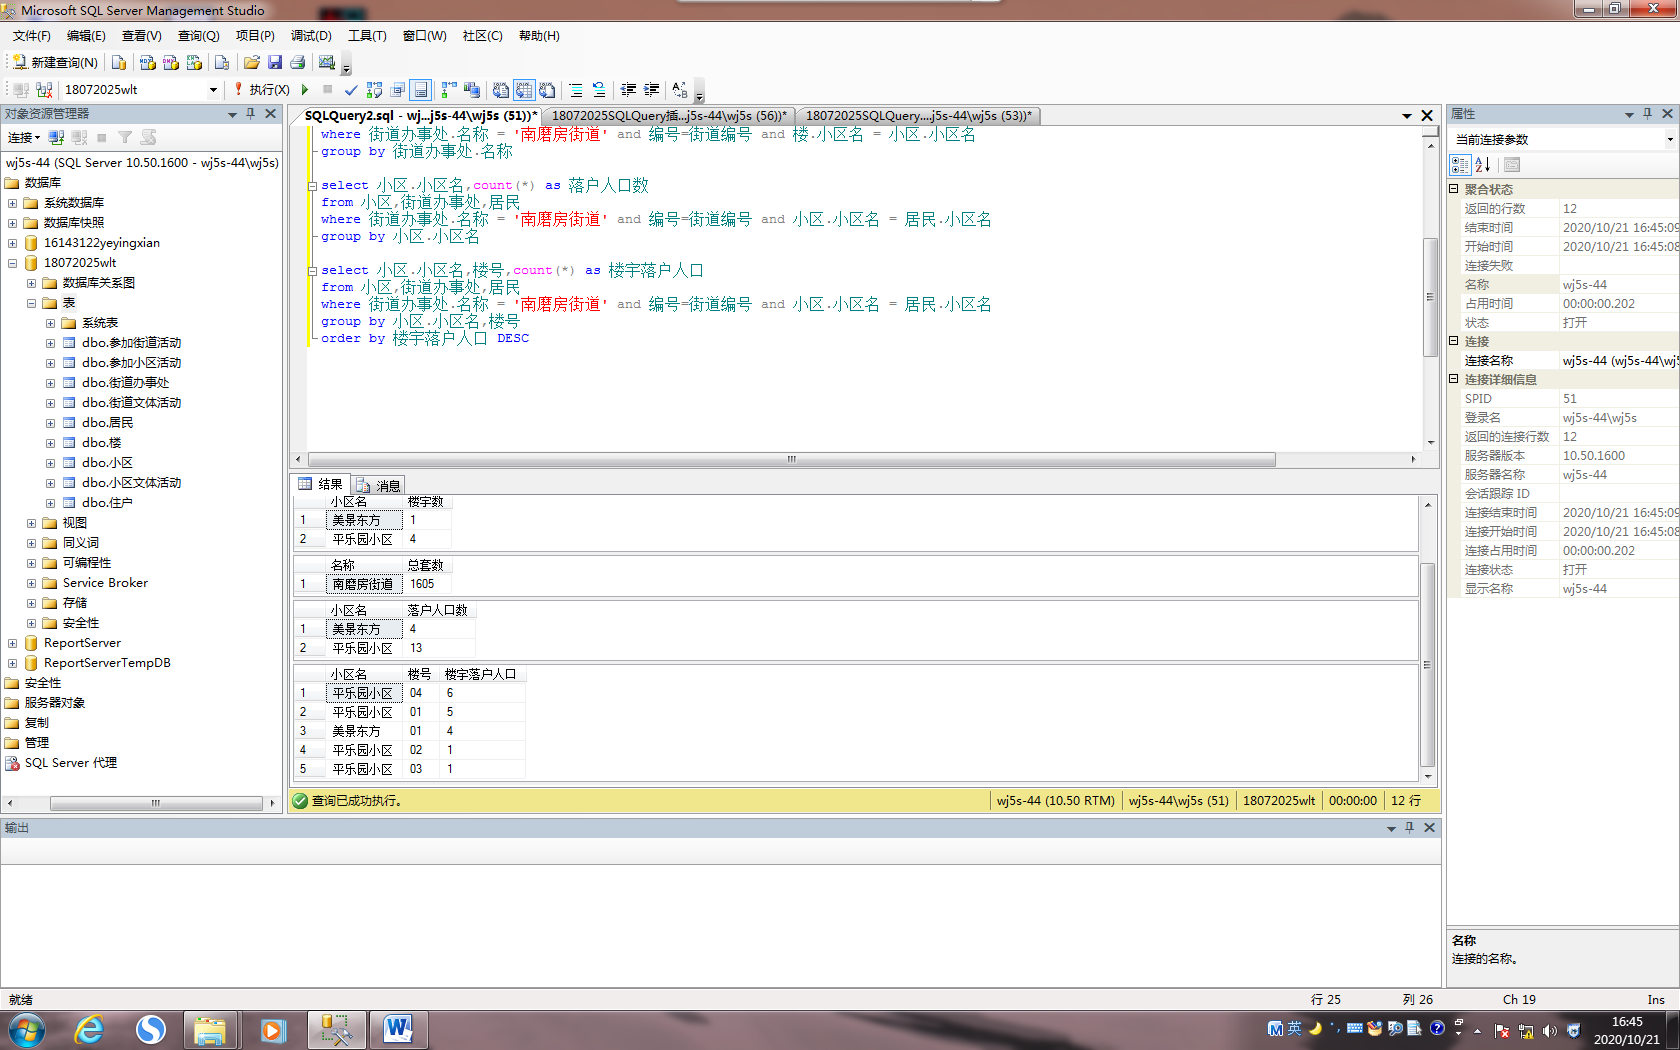 Microsoft SQL Server Management Studio
文件(F) 编辑(E) 查看(V) 查询(Q) 项目(P) 调试(D) 工具(T) 窗口(W) 社区(C) 帮助(H)
新建查询(N)
18072025wlt 执行(X)
对象资源管理器
连接
wj5s-44 (SQL Server 10.50.1600 - wj5s-44\wj5s)
数据库
系统数据库
数据库快照
16143122yeyingxian
18072025wlt
数据库关系图
表
系统表
dbo.参加街道活动
dbo.参加小区活动
dbo.街道办事处
dbo.街道文体活动
dbo.居民
dbo.楼
dbo.小区
dbo.小区文体活动
dbo.住户
视图
同义词
可编程性
Service Broker
存储
安全性
ReportServer
ReportServerTempDB
安全性
服务器对象
复制
管理
SQL Server 代理
SQLQuery2.sql - wj...j5s-44\wj5s (51))* 18072025SQLQuery插...j5s-44\wj5s (56))* 18072025SQLQuery....j5s-44\wj5s (53))*
where 街道办事处.名称 = '南磨房街道' and 编号=街道编号 and 楼.小区名 = 小区.小区名
group by 街道办事处.名称
select 小区.小区名,count(*) as 落户人口数
from 小区,街道办事处,居民
where 街道办事处.名称 = '南磨房街道' and 编号=街道编号 and 小区.小区名 = 居民.小区名
group by 小区.小区名
select 小区.小区名,楼号,count(*) as 楼宇落户人口
from 小区,街道办事处,居民
where 街道办事处.名称 = '南磨房街道' and 编号=街道编号 and 小区.小区名 = 居民.小区名
group by 小区.小区名,楼号
order by 楼宇落户人口 DESC
结果 消息
小区名 楼宇数
1 美景东方 1
2 平乐园小区 4
名称 总套数
1 南磨房街道 1605
小区名 落户人口数
1 美景东方 4
2 平乐园小区 13
小区名 楼号 楼宇落户人口
1 平乐园小区 04 6
2 平乐园小区 01 5
3 美景东方 01 4
4 平乐园小区 02 1
5 平乐园小区 03 1
查询已成功执行。 wj5s-44 (10.50 RTM) wj5s-44\wj5s (51) 18072025wlt 00:00:00 12 行
属性
当前连接参数
聚合状态
返回的行数 12
结束时间 2020/10/21 16:45:09
开始时间 2020/10/21 16:45:08
连接失败
名称 wj5s-44
占用时间 00:00:00.202
状态 打开
连接
连接名称 wj5s-44 (wj5s-44\wj5
连接详细信息
SPID 51
登录名 wj5s-44\wj5s
返回的连接行数 12
服务器版本 10.50.1600
服务器名称 wj5s-44
会话跟踪 ID
连接结束时间 2020/10/21 16:45:09
连接开始时间 2020/10/21 16:45:08
连接占用时间 00:00:00.202
连接状态 打开
显示名称 wj5s-44
名称
连接的名称。
输出
就绪 行 25 列 26 Ch 19 Ins
英
16:45
2020/10/21